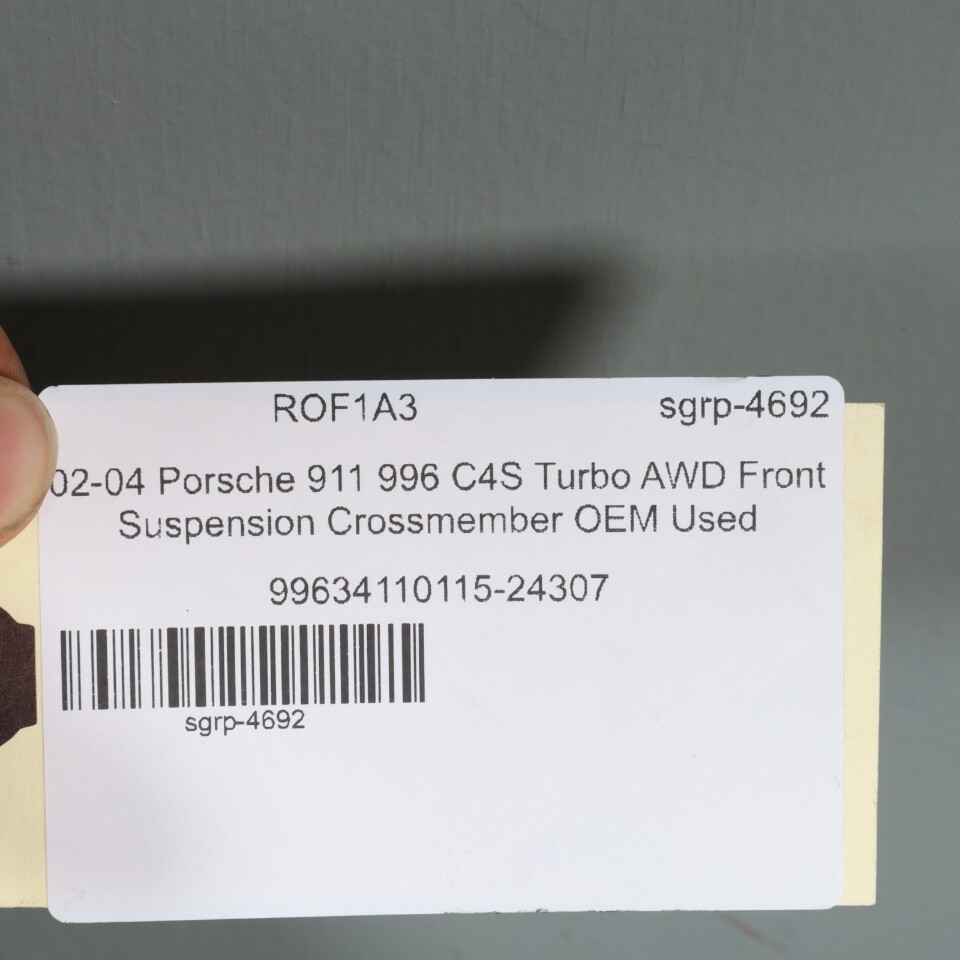 ROF1A3 sgrp-4692
02-04 Porsche 911 996 C4S Turbo AWD Front
Suspension Crossmember OEM Used
99634110115-24307
sgrp-4692